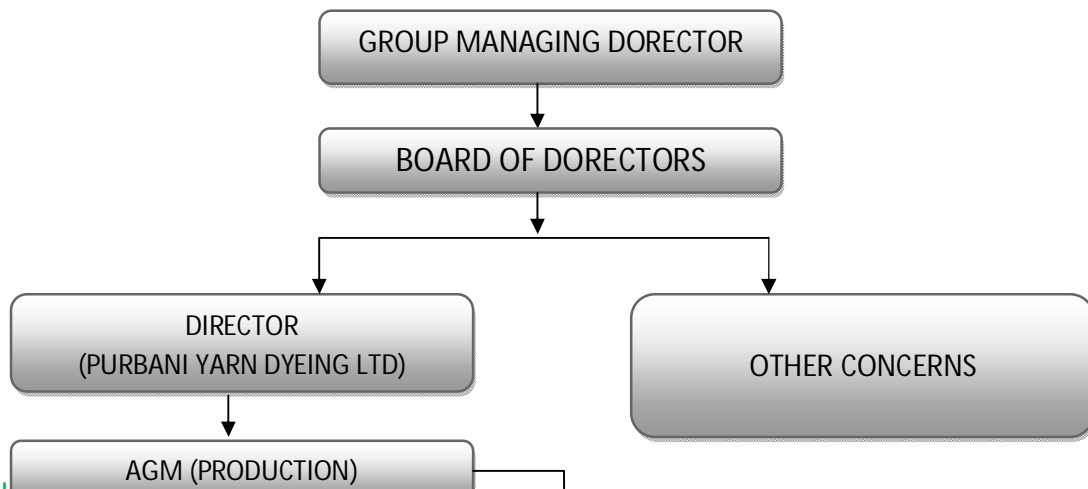 GROUP MANAGING DORECTOR
BOARD OF DORECTORS
DIRECTOR
(PURBANI YARN DYEING LTD)
OTHER CONCERNS
AGM (PRODUCTION)